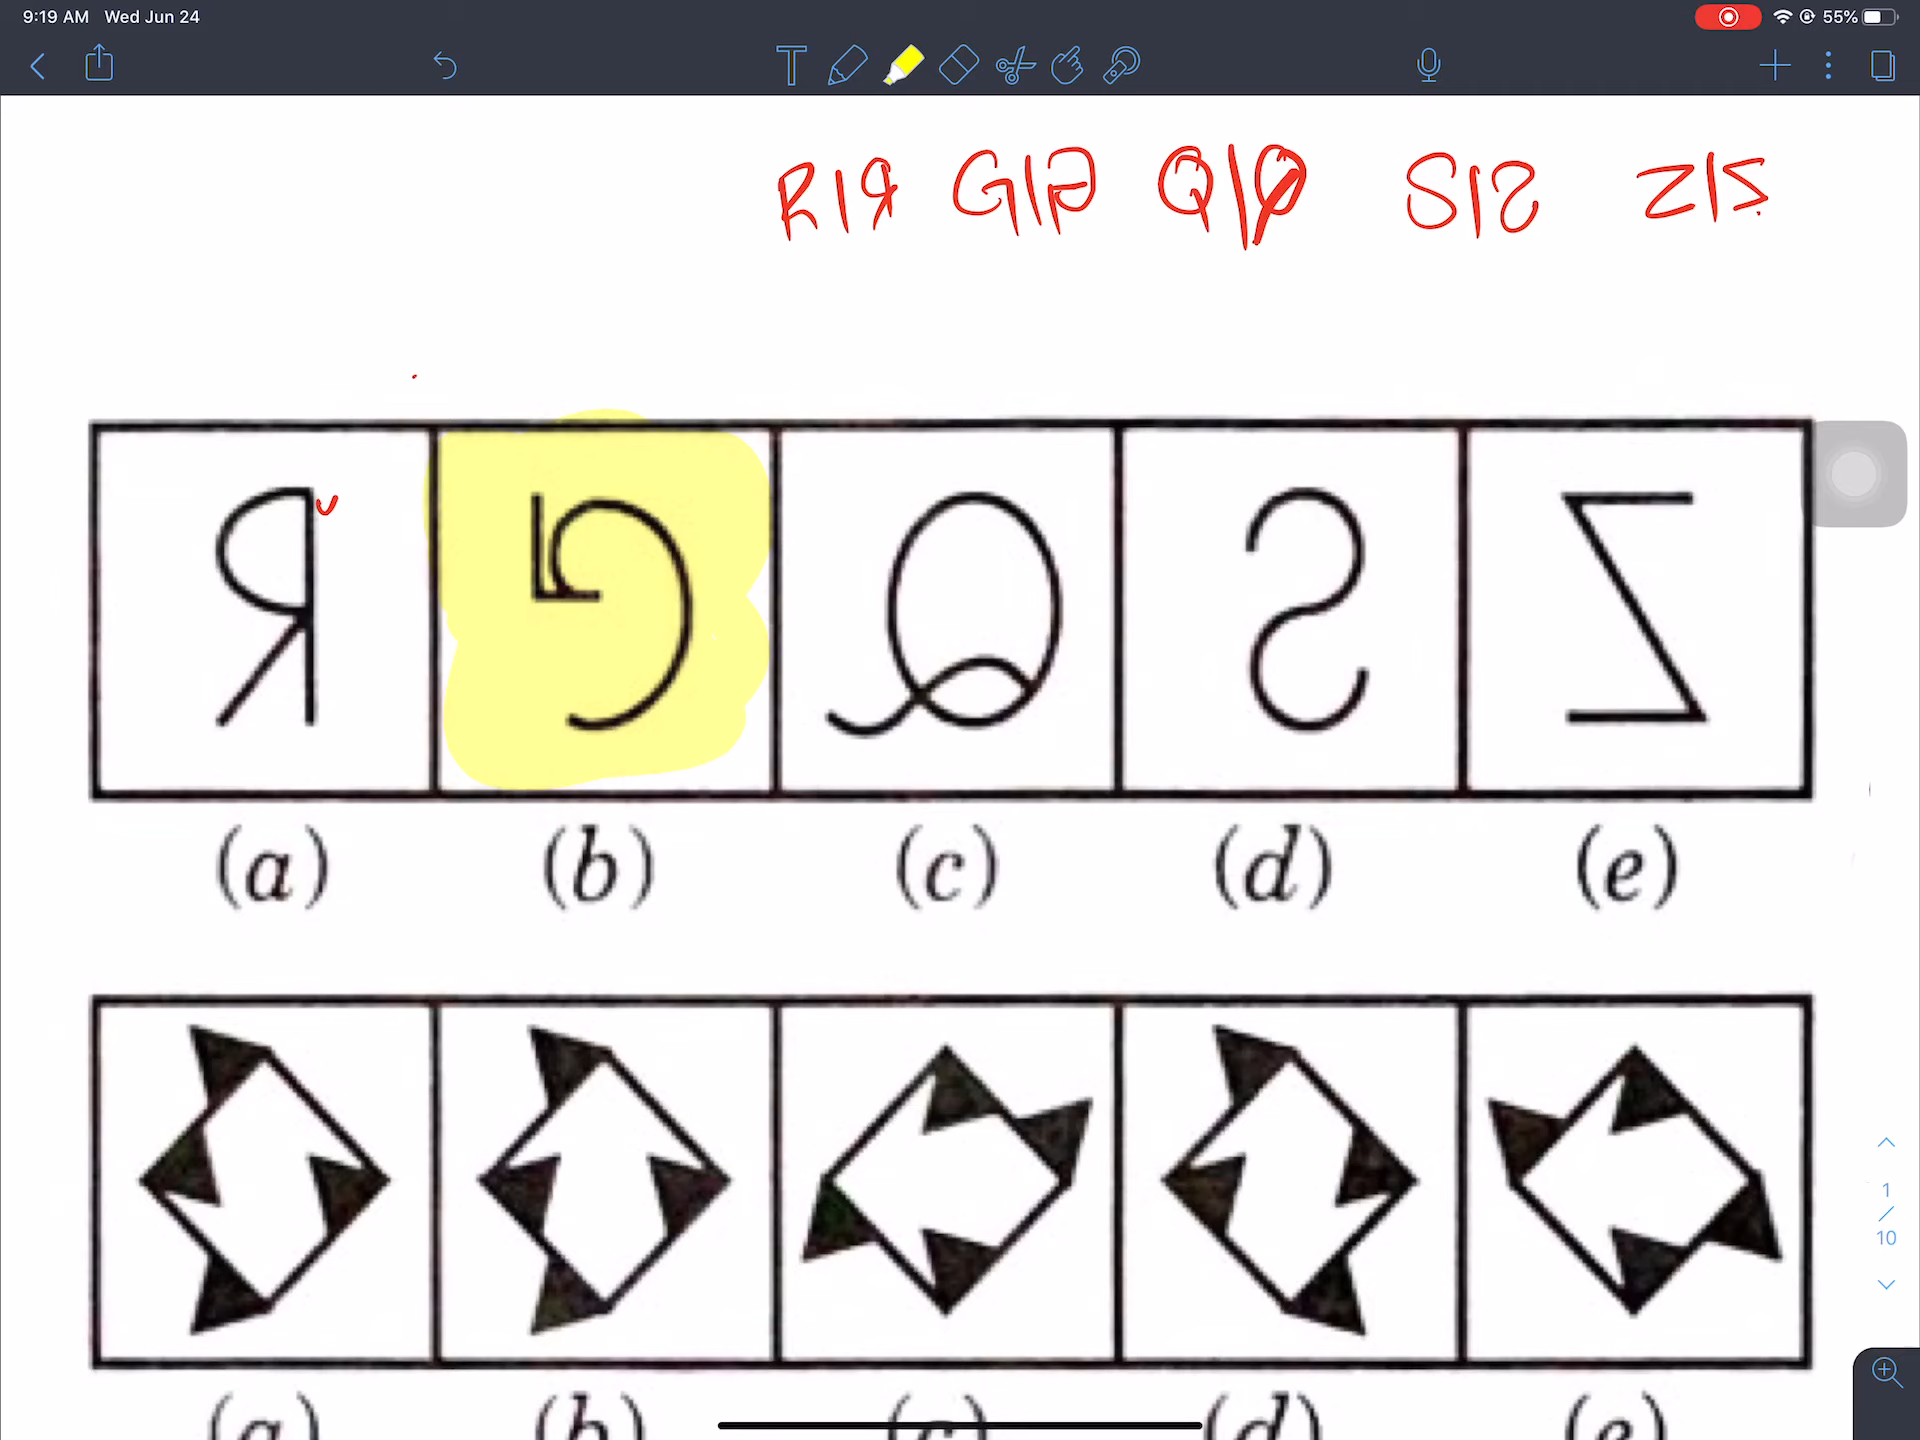 9:19 AM Wed Jun 24
55%
R|Я G|Ꭾ Q|Ϙ S|Ƨ Z|Ƹ
Я G Q Ƨ Z
(a) (b) (c) (d) (e)
1
/
10
(a) (b) (c) (d) (e)